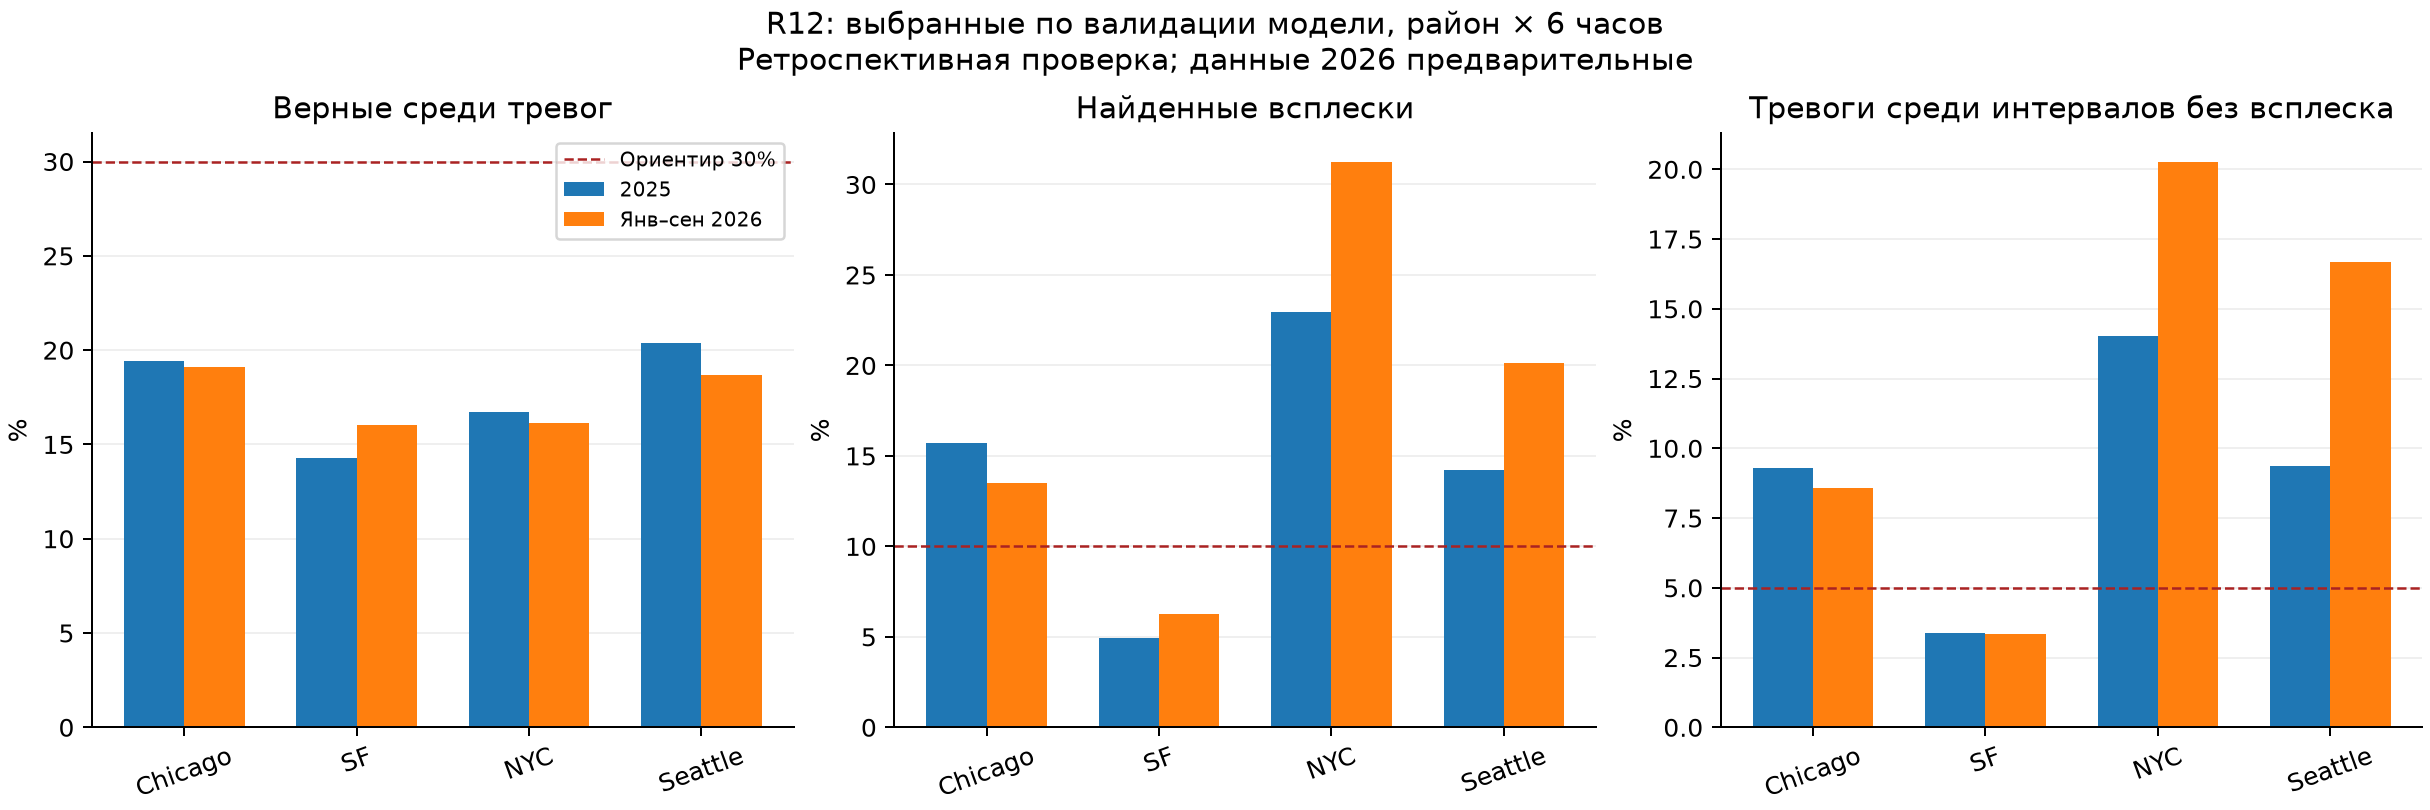 R12: выбранные по валидации модели, район × 6 часов
Ретроспективная проверка; данные 2026 предварительные
Верные среди тревог
30
25
20
15
10
5
0
%
Ориентир 30%
2025
Янв–сен 2026
Chicago
SF
NYC
Seattle
Найденные всплески
30
25
20
15
10
5
0
%
Chicago
SF
NYC
Seattle
Тревоги среди интервалов без всплеска
20.0
17.5
15.0
12.5
10.0
7.5
5.0
2.5
0.0
%
Chicago
SF
NYC
Seattle